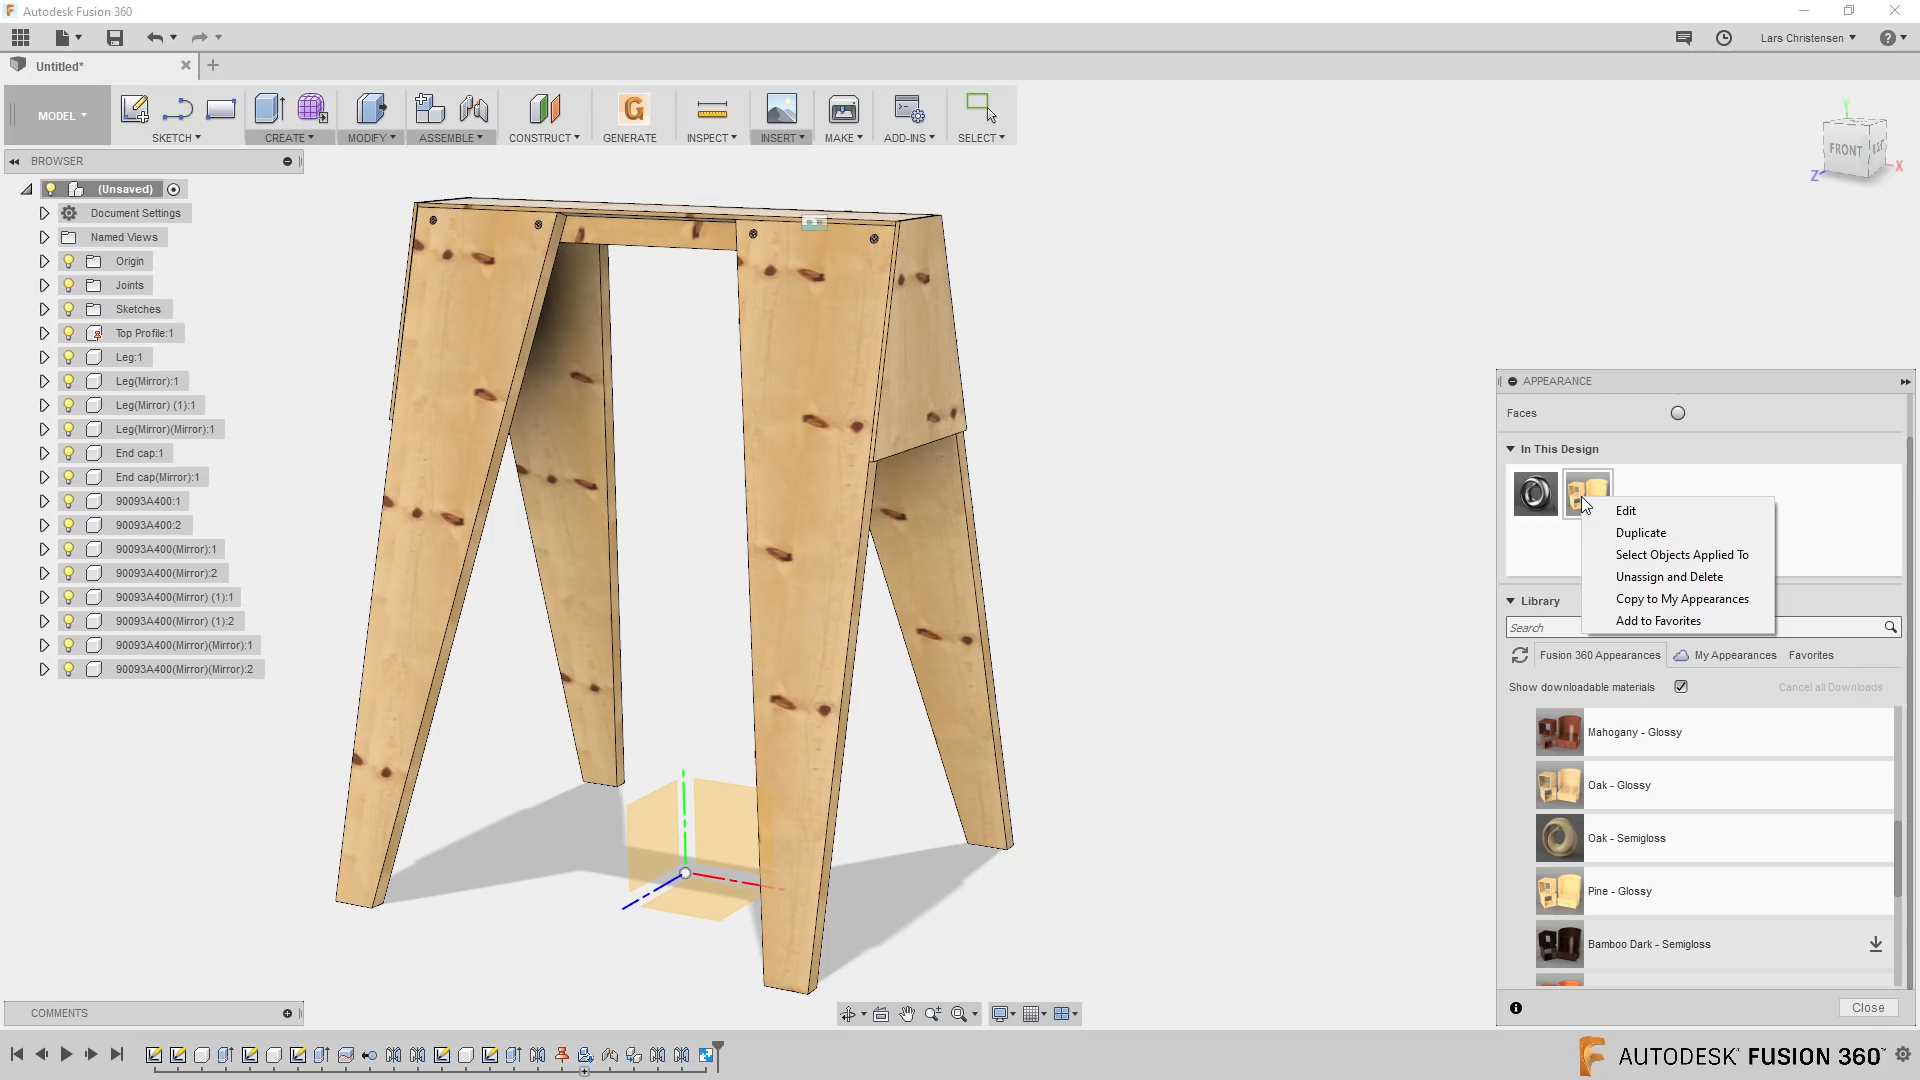 Autodesk Fusion 360
Lars Christensen
Untitled*
MODEL
SKETCH
CREATE
MODIFY
ASSEMBLE
CONSTRUCT
GENERATE
INSPECT
INSERT
MAKE
ADD-INS
SELECT
BROWSER
(Unsaved)
Document Settings
Named Views
Origin
Joints
Sketches
Top Profile:1
Leg:1
Leg(Mirror):1
Leg(Mirror) (1):1
Leg(Mirror)(Mirror):1
End cap:1
End cap(Mirror):1
90093A400:1
90093A400:2
90093A400(Mirror):1
90093A400(Mirror):2
90093A400(Mirror) (1):1
90093A400(Mirror) (1):2
90093A400(Mirror)(Mirror):1
90093A400(Mirror)(Mirror):2
Y
FRONT
X
Z
APPEARANCE
Faces
In This Design
Edit
Duplicate
Select Objects Applied To
Unassign and Delete
Copy to My Appearances
Add to Favorites
Library
Search
Fusion 360 Appearances
My Appearances
Favorites
Show downloadable materials
Cancel all Downloads
Mahogany - Glossy
Oak - Glossy
Oak - Semigloss
Pine - Glossy
Bamboo Dark - Semigloss
Close
COMMENTS
AUTODESK® FUSION 360™